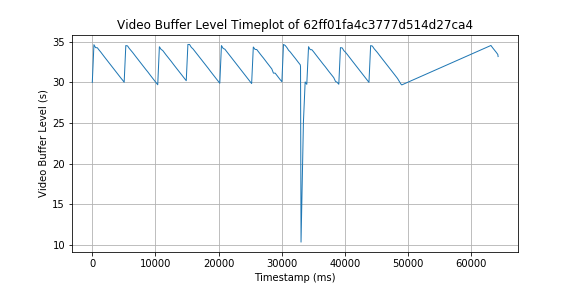 Video Buffer Level Timeplot of 62ff01fa4c3777d514d27ca4
35
30
25
20
15
10
Video Buffer Level (s)
0 10000 20000 30000 40000 50000 60000
Timestamp (ms)